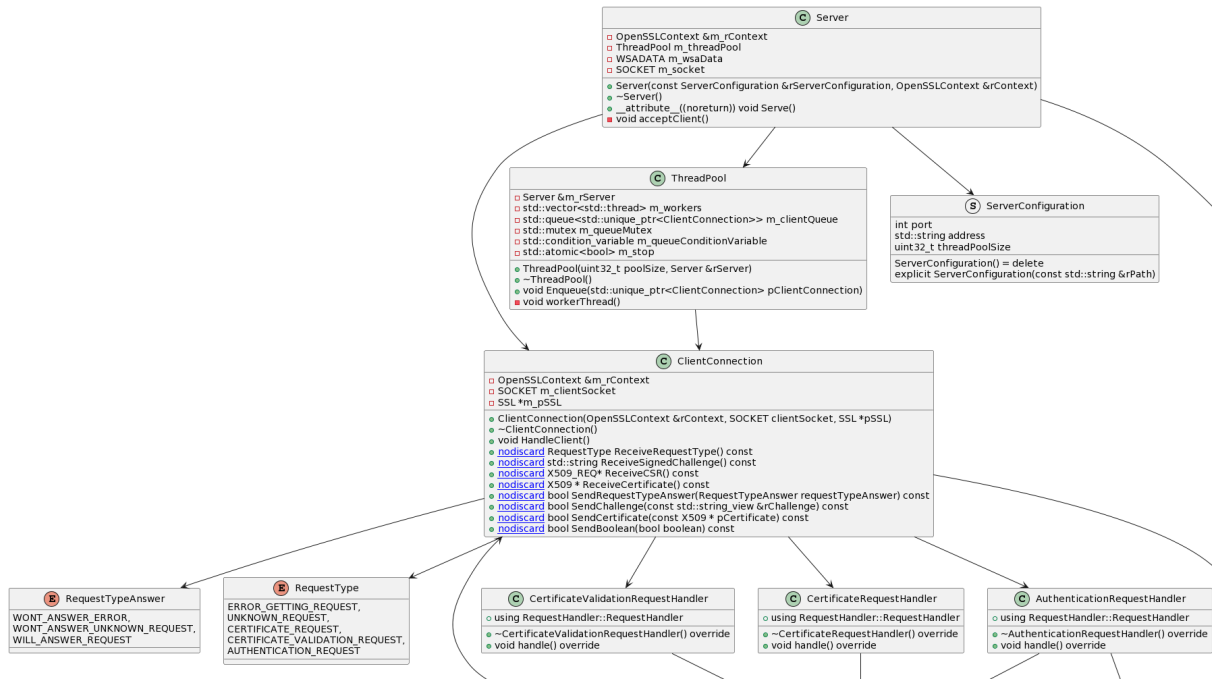 C Server
OpenSSLContext &m_rContext
ThreadPool m_threadPool
WSADATA m_wsaData
SOCKET m_socket
Server(const ServerConfiguration &rServerConfiguration, OpenSSLContext &rContext)
~Server()
__attribute__((noreturn)) void Serve()
void acceptClient()
C ThreadPool
Server &m_rServer
std::vector<std::thread> m_workers
std::queue<std::unique_ptr<ClientConnection>> m_clientQueue
std::mutex m_queueMutex
std::condition_variable m_queueConditionVariable
std::atomic<bool> m_stop
ThreadPool(uint32_t poolSize, Server &rServer)
~ThreadPool()
void Enqueue(std::unique_ptr<ClientConnection> pClientConnection)
void workerThread()
S ServerConfiguration
int port
std::string address
uint32_t threadPoolSize
ServerConfiguration() = delete
explicit ServerConfiguration(const std::string &rPath)
C ClientConnection
OpenSSLContext &m_rContext
SOCKET m_clientSocket
SSL *m_pSSL
ClientConnection(OpenSSLContext &rContext, SOCKET clientSocket, SSL *pSSL)
~ClientConnection()
void HandleClient()
nodiscard RequestType ReceiveRequestType() const
nodiscard std::string ReceiveSignedChallenge() const
nodiscard X509_REQ* ReceiveCSR() const
nodiscard X509 * ReceiveCertificate() const
nodiscard bool SendRequestTypeAnswer(RequestTypeAnswer requestTypeAnswer) const
nodiscard bool SendChallenge(const std::string_view &rChallenge) const
nodiscard bool SendCertificate(const X509 * pCertificate) const
nodiscard bool SendBoolean(bool boolean) const
E RequestTypeAnswer
WONT_ANSWER_ERROR,
WONT_ANSWER_UNKNOWN_REQUEST,
WILL_ANSWER_REQUEST
E RequestType
ERROR_GETTING_REQUEST,
UNKNOWN_REQUEST,
CERTIFICATE_REQUEST,
CERTIFICATE_VALIDATION_REQUEST,
AUTHENTICATION_REQUEST
C CertificateValidationRequestHandler
using RequestHandler::RequestHandler
~CertificateValidationRequestHandler() override
void handle() override
C CertificateRequestHandler
using RequestHandler::RequestHandler
~CertificateRequestHandler() override
void handle() override
C AuthenticationRequestHandler
using RequestHandler::RequestHandler
~AuthenticationRequestHandler() override
void handle() override